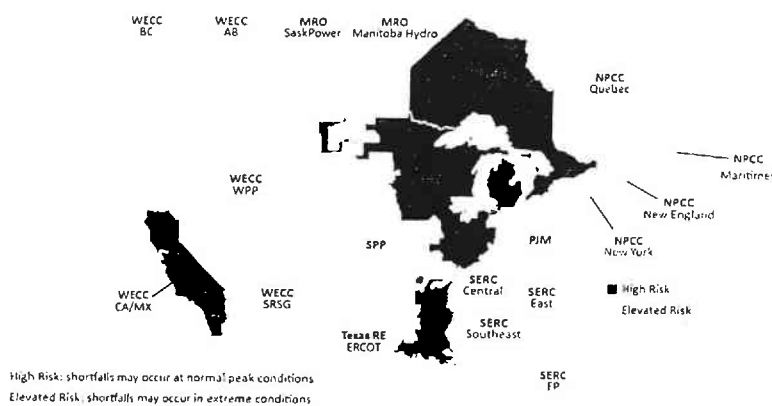 WECC
BC
WECC
AB
MRO
SaskPower
MRO
Manitoba Hydro
NPCC
Quebec
NPCC
Maritimes
WECC
WPP
NPCC
New England
SPP
PJM
NPCC
New York
WECC
CA/MX
WECC
SRSG
SERC
Central
SERC
East
High Risk
Elevated Risk
Texas RE
ERCOT
SERC
Southeast
SERC
FP
High Risk: shortfalls may occur at normal peak conditions
Elevated Risk: shortfalls may occur in extreme conditions